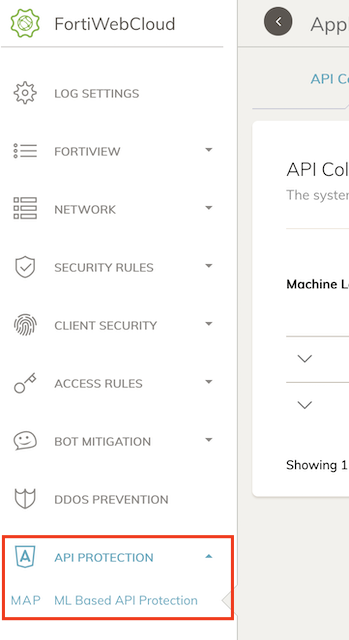 FortiWebCloud
LOG SETTINGS
FORTIVIEW
NETWORK
SECURITY RULES
CLIENT SECURITY
ACCESS RULES
BOT MITIGATION
DDOS PREVENTION
A API PROTECTION
MAP ML Based API Protection
App
API Co
API Col
The syster
Machine L
Showing 1